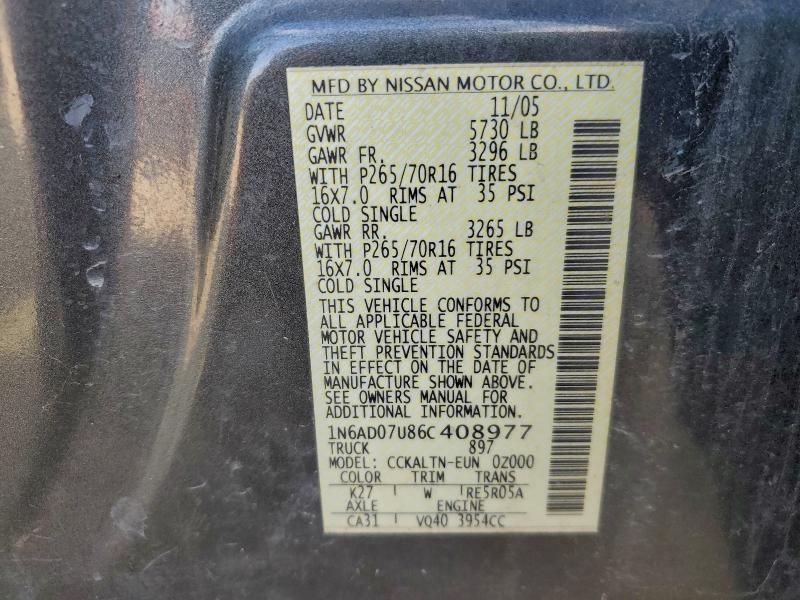 MFD BY NISSAN MOTOR CO., LTD.
DATE 11/05
GVWR 5730 LB
GAWR FR. 3296 LB
WITH P265/70R16 TIRES
16X7.0 RIMS AT 35 PSI
COLD SINGLE
GAWR RR. 3265 LB
WITH P265/70R16 TIRES
16X7.0 RIMS AT 35 PSI
COLD SINGLE
THIS VEHICLE CONFORMS TO
ALL APPLICABLE FEDERAL
MOTOR VEHICLE SAFETY AND
THEFT PREVENTION STANDARDS
IN EFFECT ON THE DATE OF
MANUFACTURE SHOWN ABOVE.
SEE OWNERS MANUAL FOR
ADDITIONAL INFORMATION.
1N6AD07U86C408977
TRUCK 897
MODEL: CCKALTN-EUN 0Z000
COLOR TRIM TRANS
K27 W RE5R05A
AXLE ENGINE
CA31 VQ40 3954CC